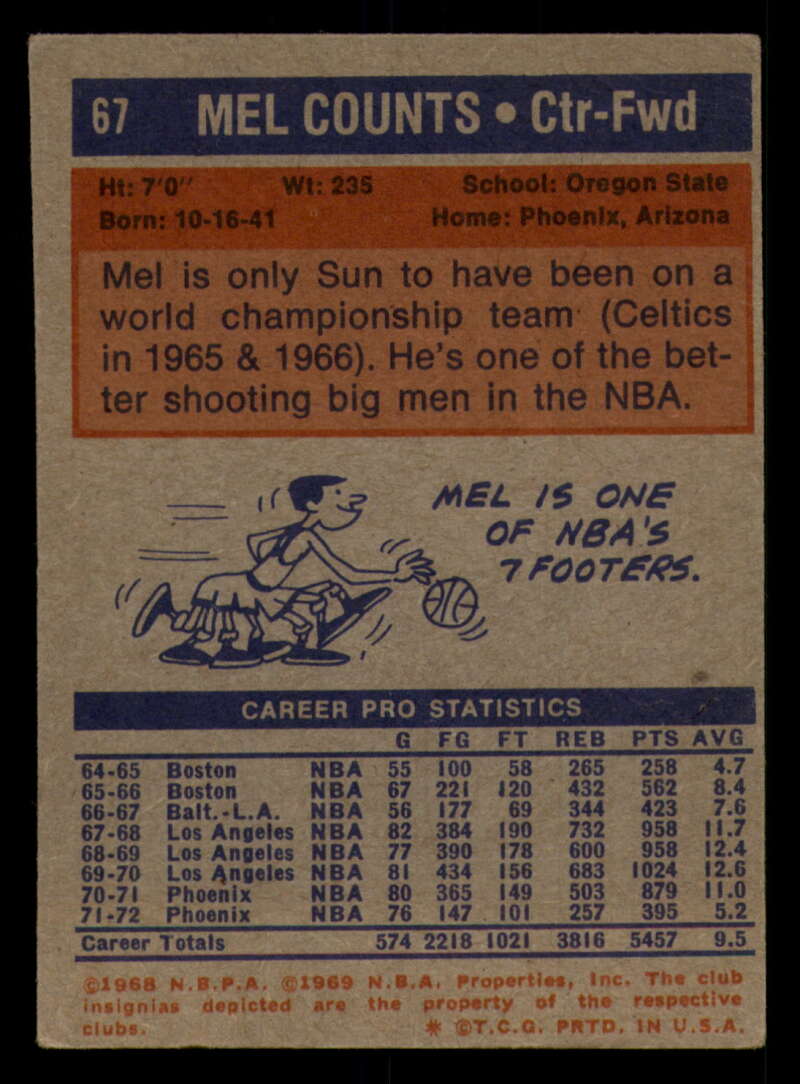 67 MEL COUNTS • Ctr-Fwd
Ht: 7'0" Wt: 235 School: Oregon State
Born: 10-16-41 Home: Phoenix, Arizona
Mel is only Sun to have been on a
world championship team (Celtics
in 1965 & 1966). He's one of the bet-
ter shooting big men in the NBA.
MEL IS ONE
OF NBA'S
7 FOOTERS.
CAREER PRO STATISTICS
G FG FT REB PTS AVG
64-65 Boston NBA 55 100 58 265 258 4.7
65-66 Boston NBA 67 221 120 432 562 8.4
66-67 Balt.-L.A. NBA 56 177 69 344 423 7.6
67-68 Los Angeles NBA 82 384 190 732 958 11.7
68-69 Los Angeles NBA 77 390 178 600 958 12.4
69-70 Los Angeles NBA 81 434 156 683 1024 12.6
70-71 Phoenix NBA 80 365 149 503 879 11.0
71-72 Phoenix NBA 76 147 101 257 395 5.2
Career Totals 574 2218 1021 3816 5457 9.5
©1968 N.B.P.A. ©1969 N.B.A. Properties, Inc. The club
insignias depicted are the property of the respective
clubs. * ©T.C.G. PRTD. IN U.S.A.